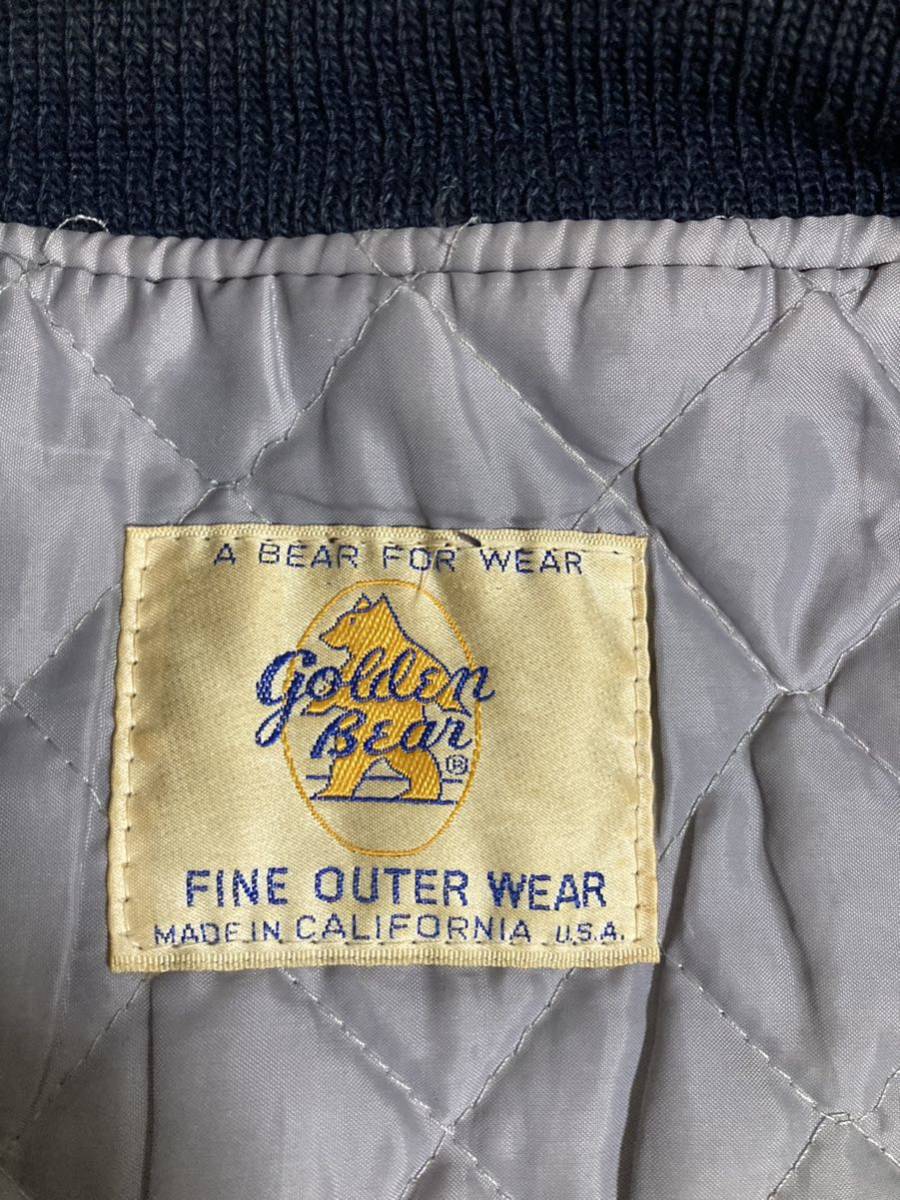 A BEAR FOR WEAR
Golden
Bear
®
FINE OUTER WEAR
MADE IN CALIFORNIA U.S.A.